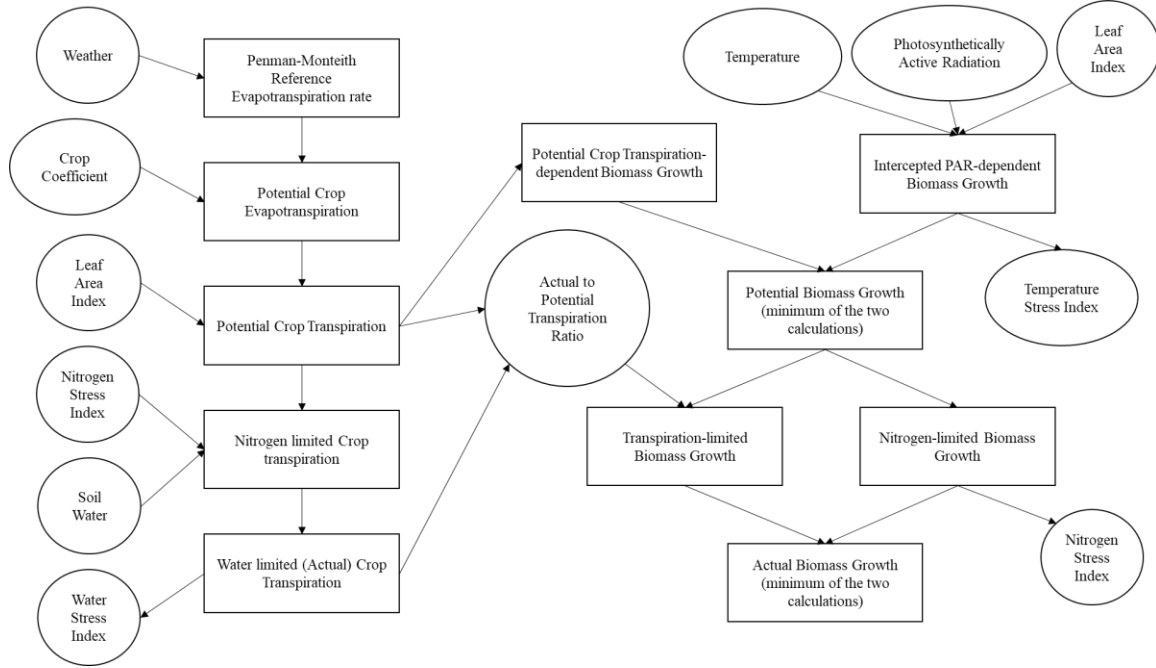 Weather
Penman-Monteith
Reference
Evapotranspiration rate
Crop
Coefficient
Potential Crop
Evapotranspiration
Leaf
Area
Index
Potential Crop Transpiration
Nitrogen
Stress
Index
Nitrogen limited Crop
transpiration
Soil
Water
Water limited (Actual) Crop
Transpiration
Water
Stress
Index
Potential Crop Transpiration-
dependent Biomass Growth
Actual to
Potential
Transpiration
Ratio
Temperature
Photosynthetically
Active Radiation
Leaf
Area
Index
Intercepted PAR-dependent
Biomass Growth
Potential Biomass Growth
(minimum of the two
calculations)
Temperature
Stress Index
Transpiration-limited
Biomass Growth
Nitrogen-limited Biomass
Growth
Actual Biomass Growth
(minimum of the two
calculations)
Nitrogen
Stress
Index